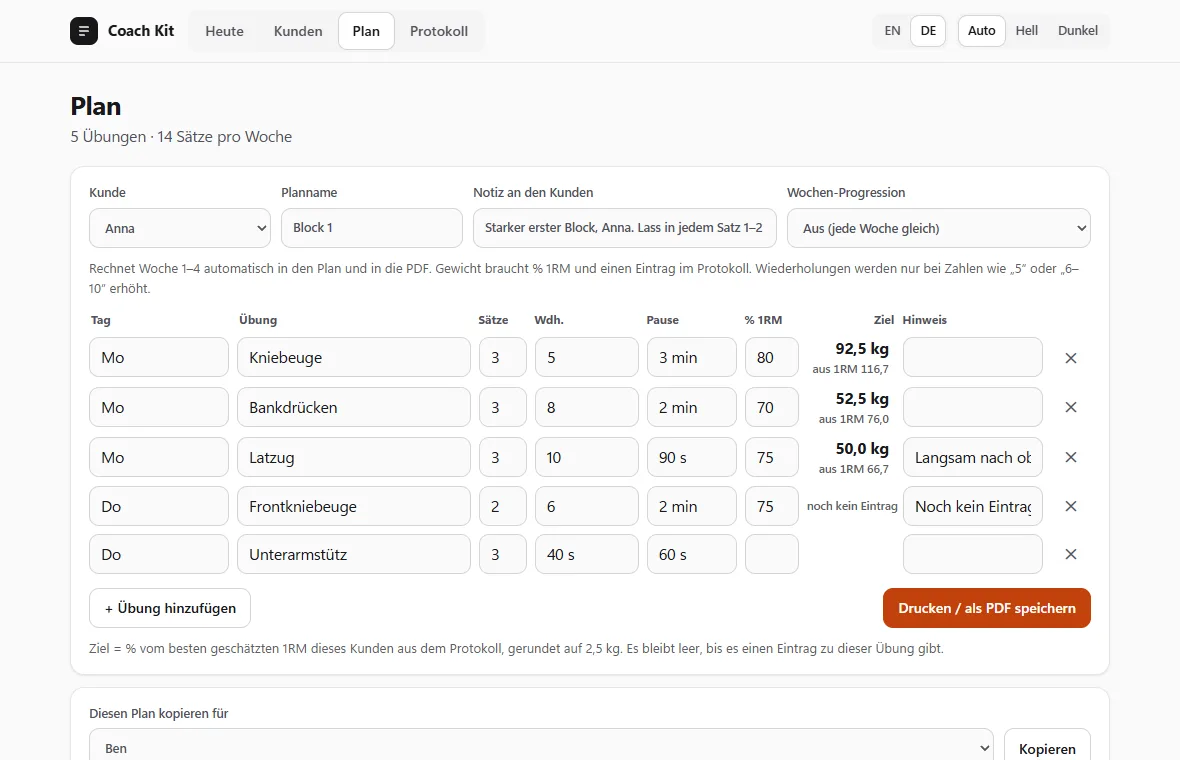 Coach Kit
Heute Kunden Plan Protokoll
EN DE Auto Hell Dunkel
Plan
5 Übungen · 14 Sätze pro Woche
Kunde Planname Notiz an den Kunden Wochen-Progression
Anna Block 1 Starker erster Block, Anna. Lass in jedem Satz 1–2 Aus (jede Woche gleich)
Rechnet Woche 1–4 automatisch in den Plan und in die PDF. Gewicht braucht % 1RM und einen Eintrag im Protokoll. Wiederholungen werden nur bei Zahlen wie „5“ oder „6–
10“ erhöht.
Tag Übung Sätze Wdh. Pause % 1RM Ziel Hinweis
Mo Kniebeuge 3 5 3 min 80 92,5 kg
aus 1RM 116,7
Mo Bankdrücken 3 8 2 min 70 52,5 kg
aus 1RM 76,0
Mo Latzug 3 10 90 s 75 50,0 kg Langsam nach ob
aus 1RM 66,7
Do Frontkniebeuge 2 6 2 min 75 noch kein Eintrag Noch kein Eintrag
Do Unterarmstütz 3 40 s 60 s
+ Übung hinzufügen Drucken / als PDF speichern
Ziel = % vom besten geschätzten 1RM dieses Kunden aus dem Protokoll, gerundet auf 2,5 kg. Es bleibt leer, bis es einen Eintrag zu dieser Übung gibt.
Diesen Plan kopieren für
Ben Kopieren